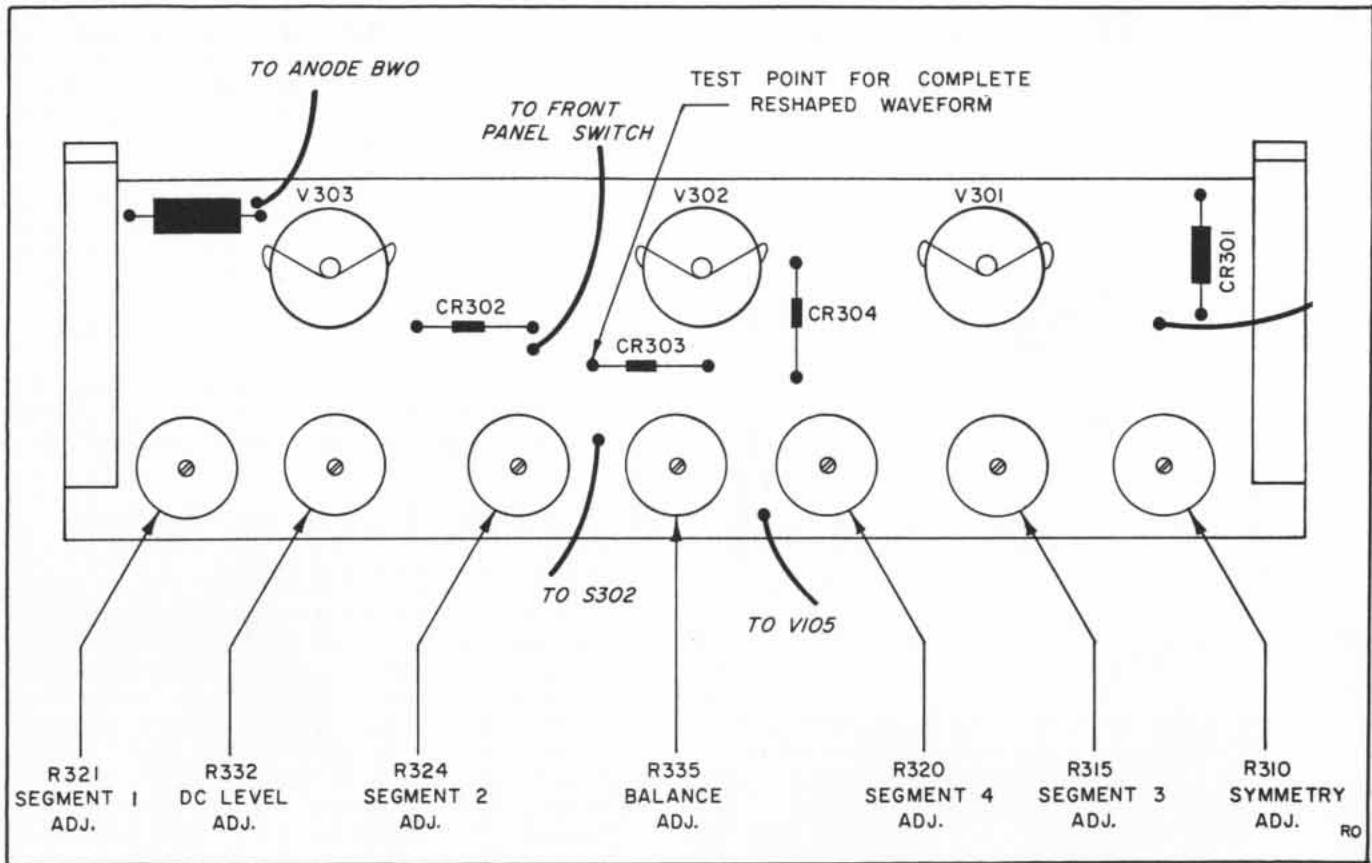 TO ANODE BWO
TO FRONT
PANEL SWITCH
TEST POINT FOR COMPLETE
RESHAPED WAVEFORM
V303
V302
V301
CR301
CR302
CR303
CR304
TO S302
TO V105
R321
SEGMENT 1
ADJ.
R332
DC LEVEL
ADJ.
R324
SEGMENT 2
ADJ.
R335
BALANCE
ADJ.
R320
SEGMENT 4
ADJ.
R315
SEGMENT 3
ADJ.
R310
SYMMETRY
ADJ.
RO